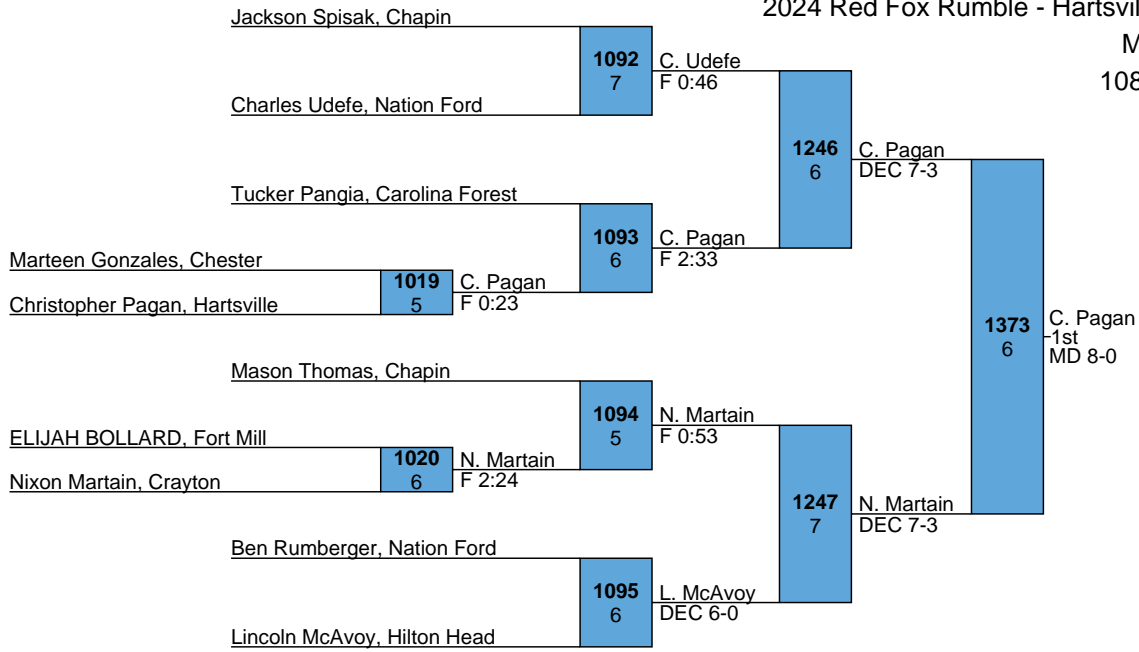 2024 Red Fox Rumble - Hartsvil
M
108
Jackson Spisak, Chapin
1092
7
C. Udefe
F 0:46
Charles Udefe, Nation Ford
1246
6
C. Pagan
DEC 7-3
Tucker Pangia, Carolina Forest
1093
6
C. Pagan
F 2:33
Marteen Gonzales, Chester
1019
5
C. Pagan
F 0:23
Christopher Pagan, Hartsville
1373
6
C. Pagan
1st
MD 8-0
Mason Thomas, Chapin
1094
5
N. Martain
F 0:53
ELIJAH BOLLARD, Fort Mill
1020
6
N. Martain
F 2:24
Nixon Martain, Crayton
1247
7
N. Martain
DEC 7-3
Ben Rumberger, Nation Ford
1095
6
L. McAvoy
DEC 6-0
Lincoln McAvoy, Hilton Head